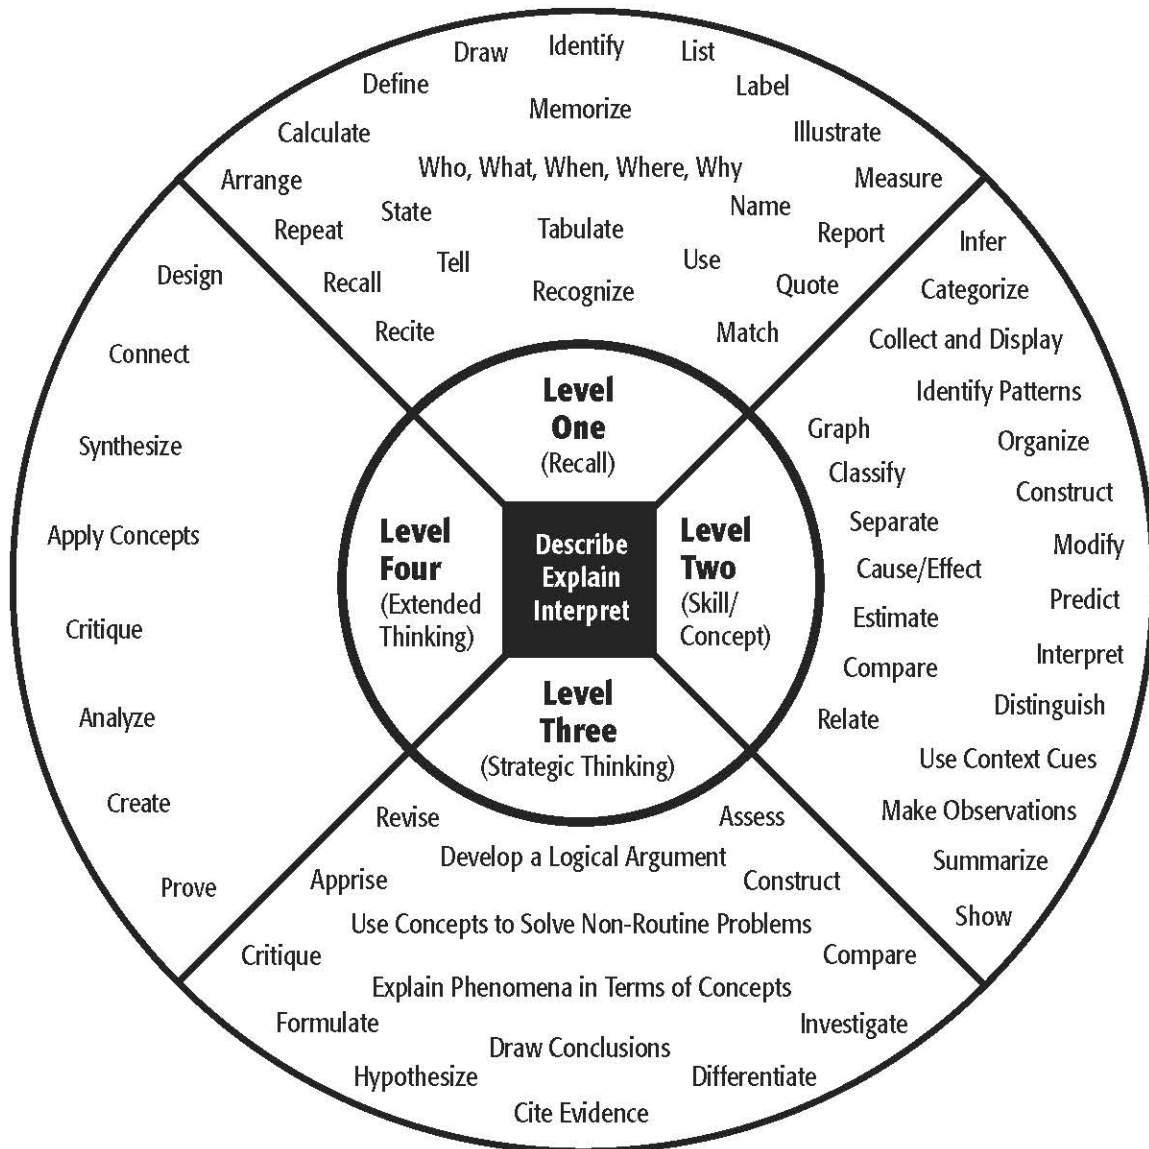 Draw
Identify
List
Define
Label
Memorize
Calculate
Illustrate
Who, What, When, Where, Why
Arrange
Measure
State
Name
Repeat
Tabulate
Report
Tell
Use
Recall
Recognize
Quote
Recite
Match
Level
One
(Recall)
Infer
Categorize
Collect and Display
Identify Patterns
Graph
Organize
Classify
Construct
Separate
Modify
Cause/Effect
Predict
Estimate
Interpret
Compare
Distinguish
Relate
Use Context Cues
Make Observations
Summarize
Show
Level
Two
(Skill/
Concept)
Describe
Explain
Interpret
Level
Three
(Strategic Thinking)
Revise
Assess
Develop a Logical Argument
Apprise
Construct
Use Concepts to Solve Non-Routine Problems
Critique
Compare
Explain Phenomena in Terms of Concepts
Formulate
Investigate
Draw Conclusions
Hypothesize
Differentiate
Cite Evidence
Level
Four
(Extended
Thinking)
Design
Connect
Synthesize
Apply Concepts
Critique
Analyze
Create
Prove